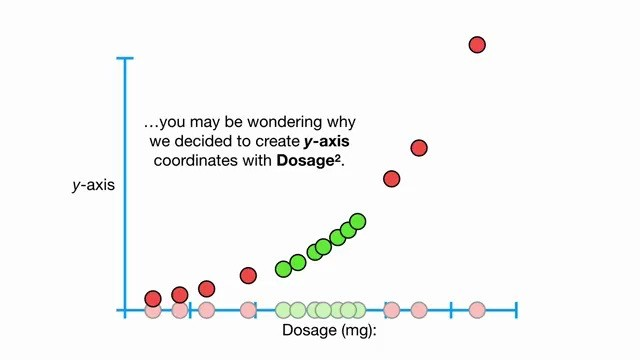 …you may be wondering why
we decided to create y-axis
coordinates with Dosage².
y-axis
Dosage (mg):